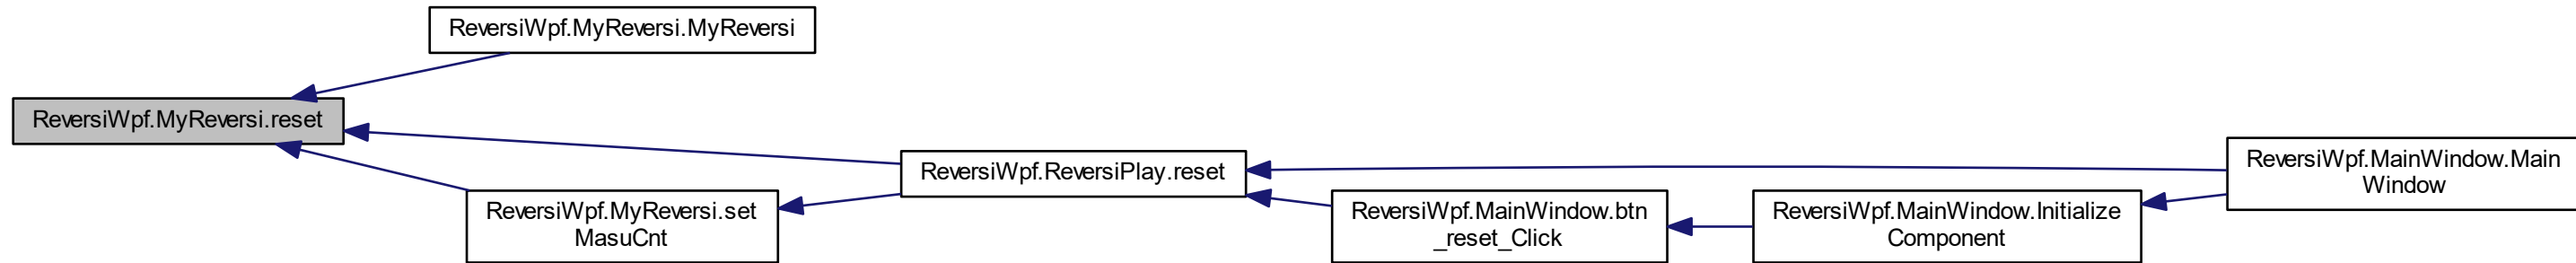 ReversiWpf.MyReversi.MyReversi
ReversiWpf.MyReversi.reset
ReversiWpf.ReversiPlay.reset
ReversiWpf.MyReversi.set
MasuCnt
ReversiWpf.MainWindow.btn
_reset_Click
ReversiWpf.MainWindow.Initialize
Component
ReversiWpf.MainWindow.Main
Window